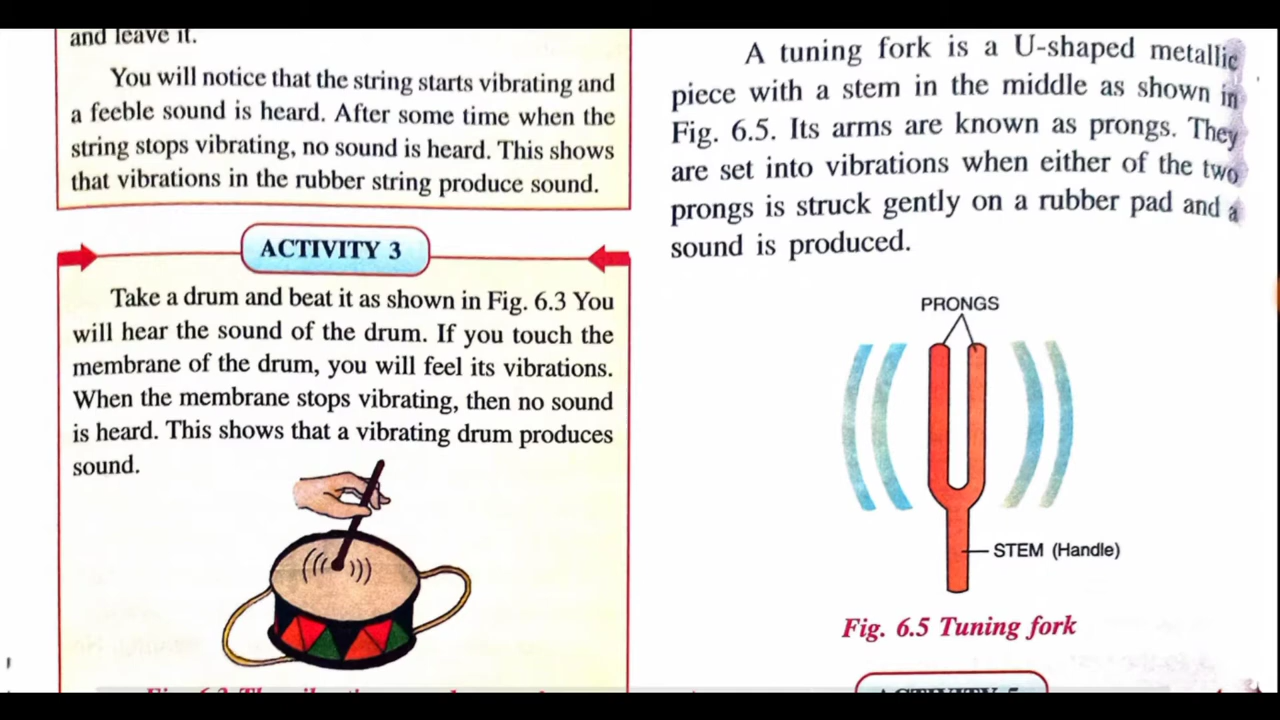 and leave it.
You will notice that the string starts vibrating and
a feeble sound is heard. After some time when the
string stops vibrating, no sound is heard. This shows
that vibrations in the rubber string produce sound.
ACTIVITY 3
Take a drum and beat it as shown in Fig. 6.3 You
will hear the sound of the drum. If you touch the
membrane of the drum, you will feel its vibrations.
When the membrane stops vibrating, then no sound
is heard. This shows that a vibrating drum produces
sound.
A tuning fork is a U-shaped metallic
piece with a stem in the middle as shown in
Fig. 6.5. Its arms are known as prongs. They
are set into vibrations when either of the two
prongs is struck gently on a rubber pad and a
sound is produced.
PRONGS
STEM (Handle)
Fig. 6.5 Tuning fork
ACTIVITY 5